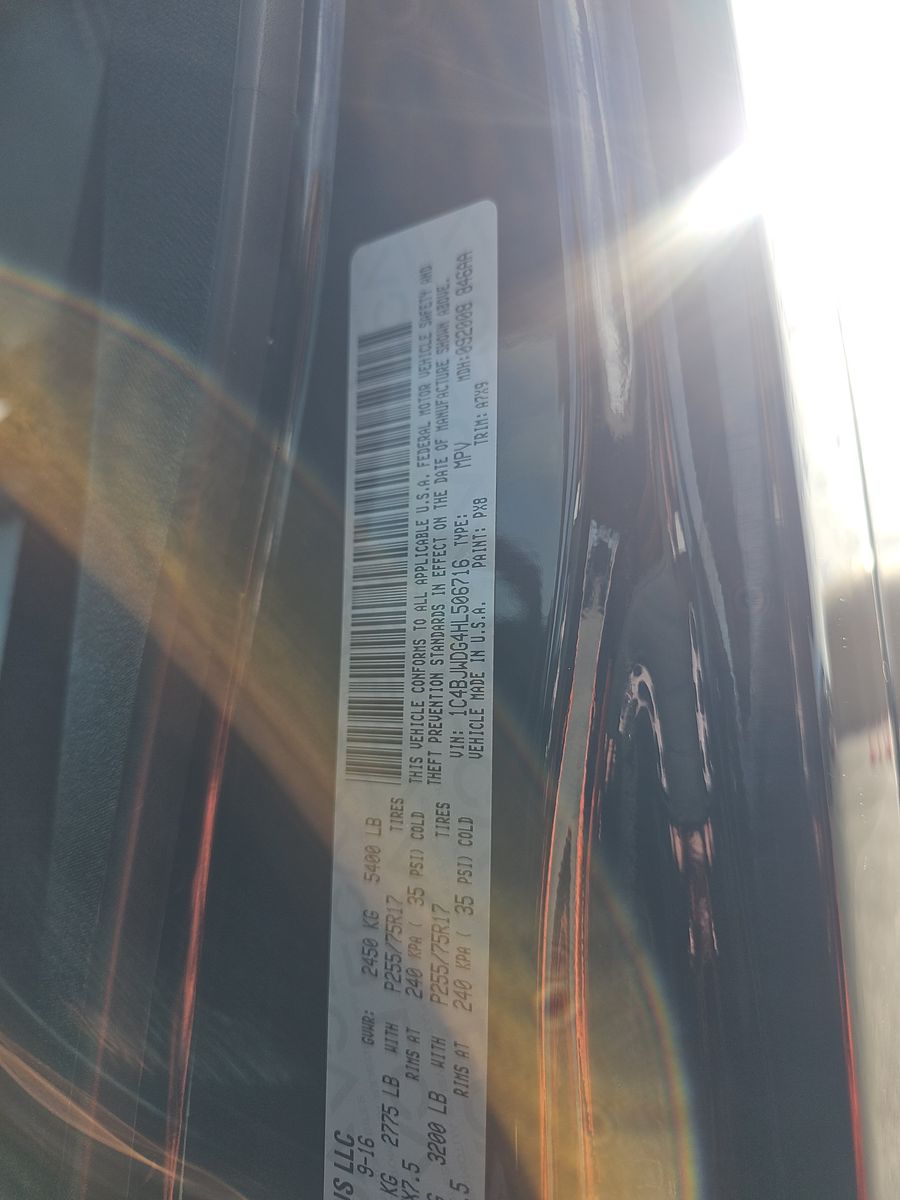 US LLC
9-16 GVWR: 2450 KG 5400 LB
KG 2775 LB WITH P255/75R17 TIRES
X7.5 RIMS AT 240 KPA ( 35 PSI) COLD
3200 LB WITH P255/75R17 TIRES
.5 RIMS AT 240 KPA ( 35 PSI) COLD
THIS VEHICLE CONFORMS TO ALL APPLICABLE U.S.A. FEDERAL MOTOR VEHICLE SAFETY AND
THEFT PREVENTION STANDARDS IN EFFECT ON THE DATE OF MANUFACTURE SHOWN ABOVE.
VIN: 1C4BJWDG4HL506716 TYPE: MPV MDH:092008 846AA
VEHICLE MADE IN U.S.A. PAINT: PX8 TRIM: A7X9